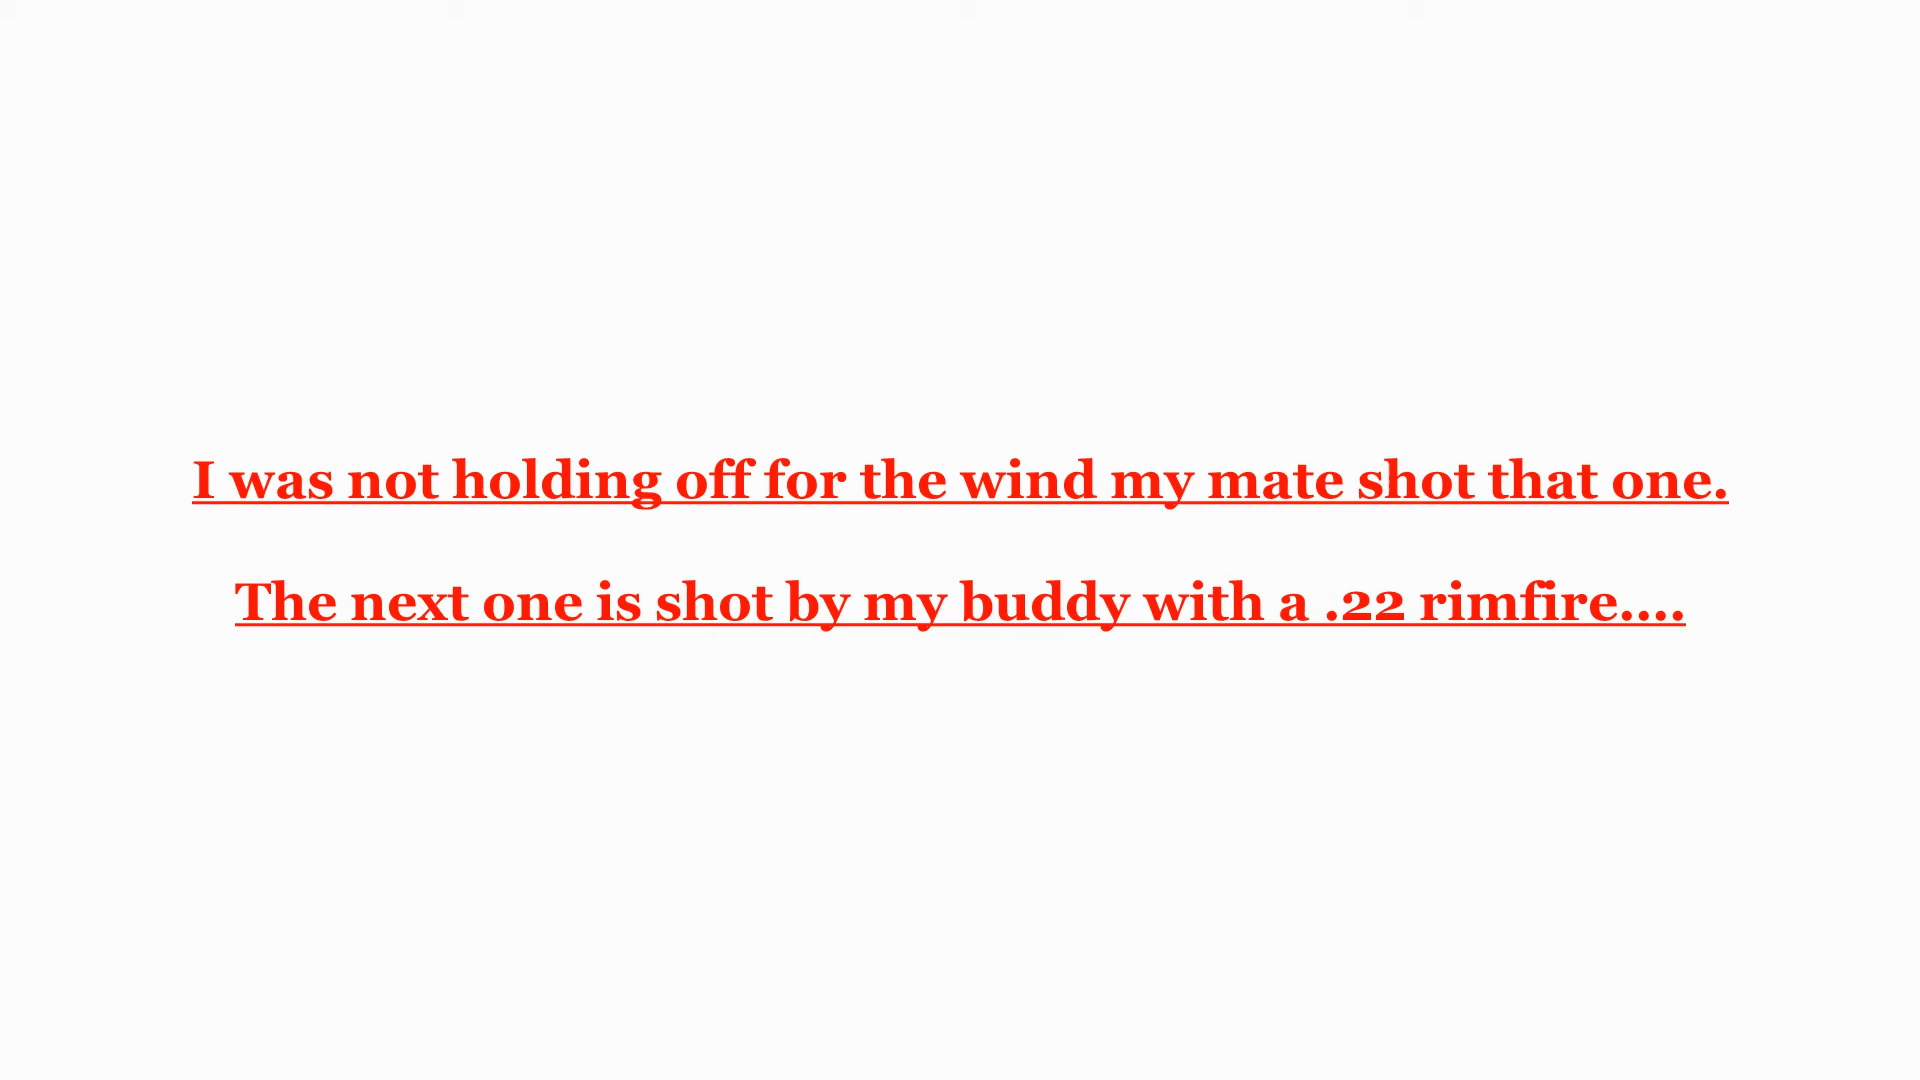 I was not holding off for the wind my mate shot that one.
The next one is shot by my buddy with a .22 rimfire....